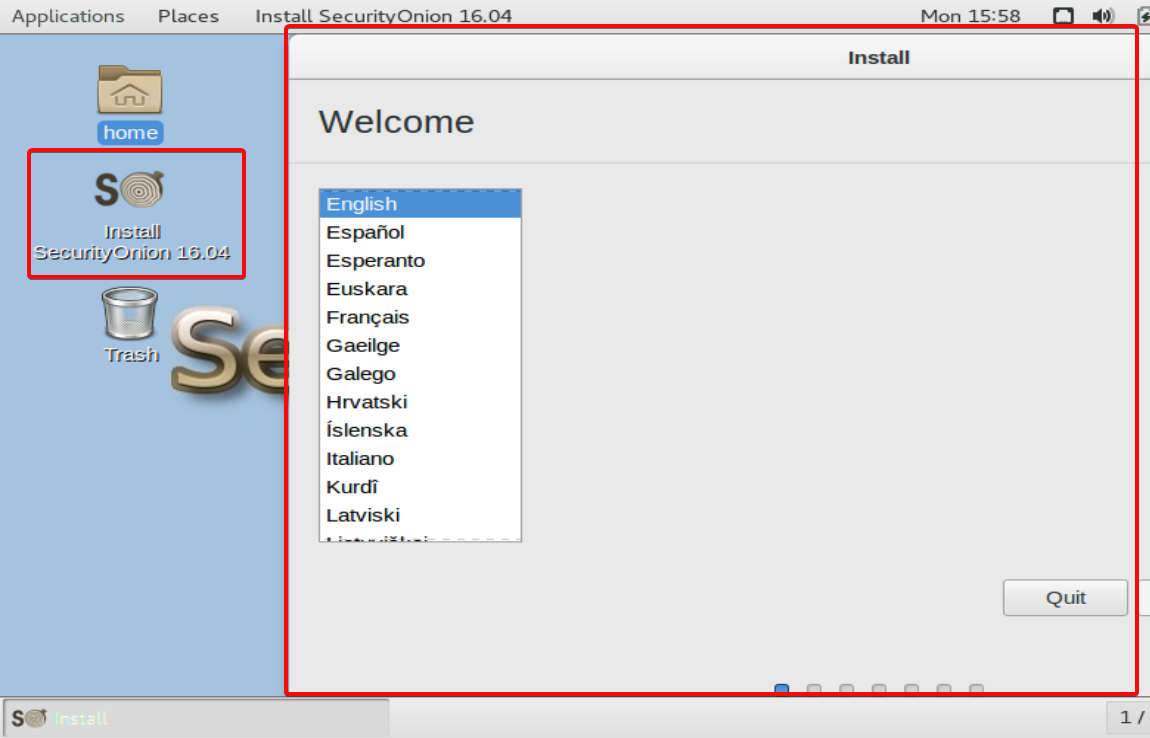 Applications Places Install SecurityOnion 16.04 Mon 15:58
home
SO
Install
SecurityOnion 16.04
Trash
Se
Install
Welcome
English
Español
Esperanto
Euskara
Français
Gaeilge
Galego
Hrvatski
Íslenska
Italiano
Kurdî
Latviski
Quit
SO Install
1 /